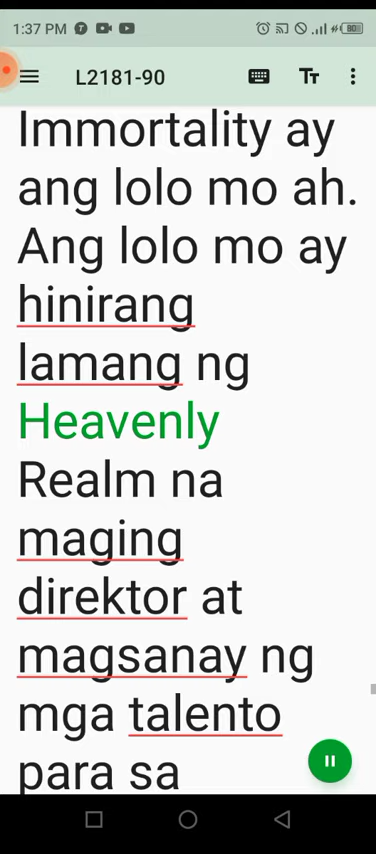 1:37 PM
80
L2181-90
Immortality ay
ang lolo mo ah.
Ang lolo mo ay
hinirang
lamang ng
Heavenly
Realm na
maging
direktor at
magsanay ng
mga talento
para sa